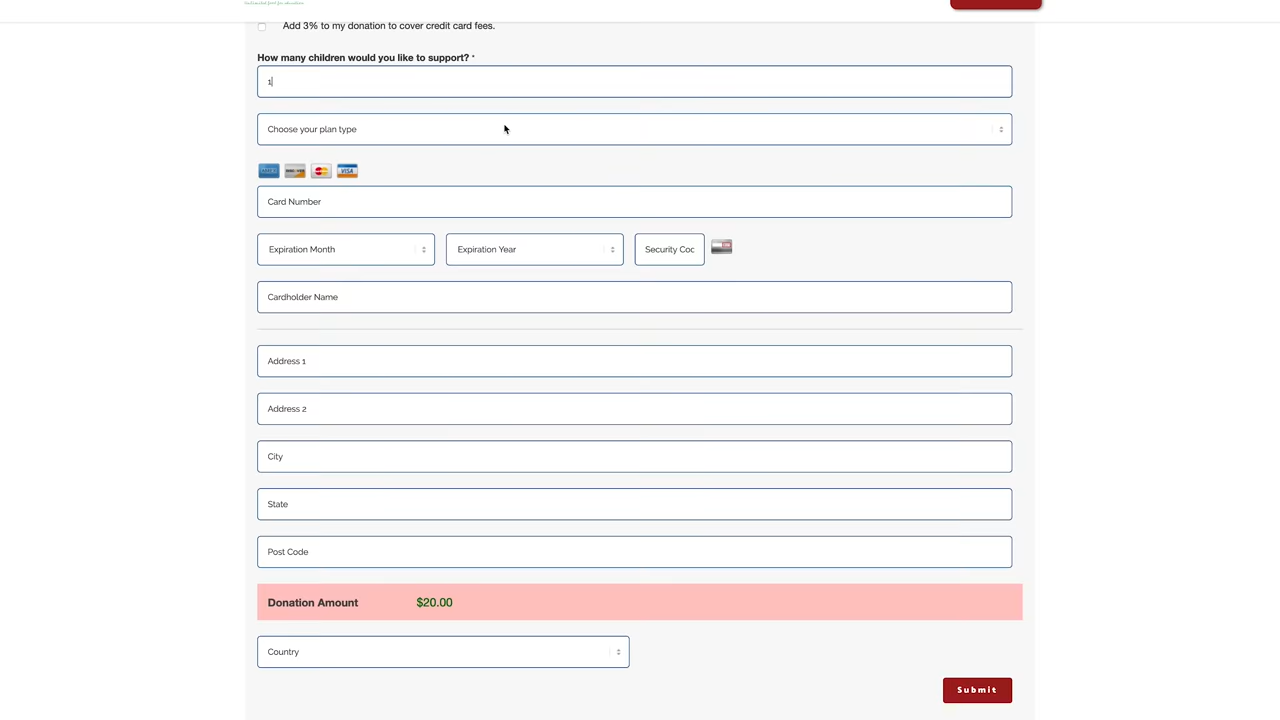 Add 3% to my donation to cover credit card fees.
How many children would you like to support? *
1
Choose your plan type
VISA
Card Number
Expiration Month Expiration Year Security Coc
Cardholder Name
Address 1
Address 2
City
State
Post Code
Donation Amount $20.00
Country
Submit